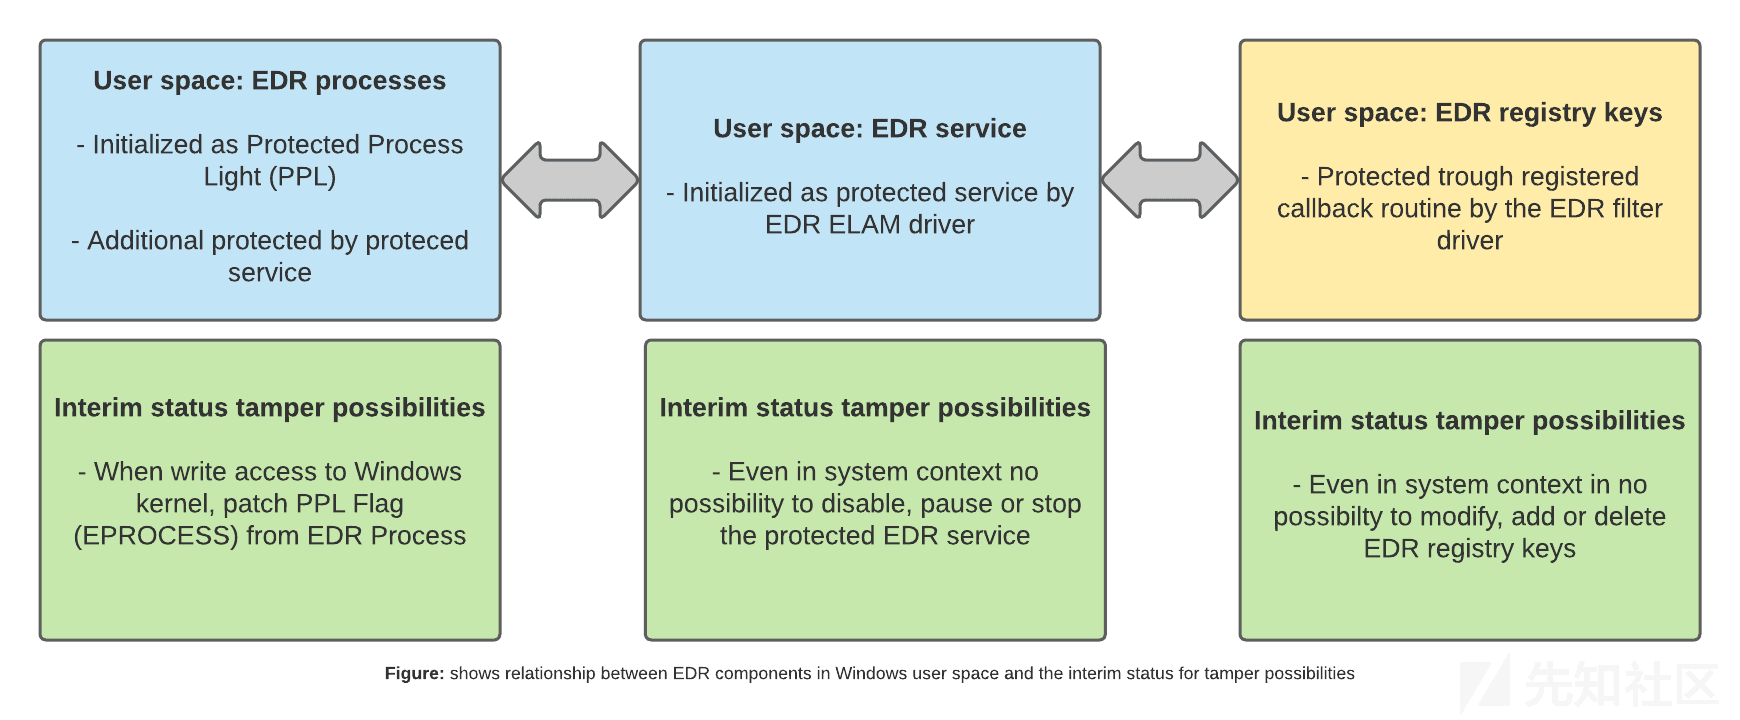 User space: EDR processes
- Initialized as Protected Process
Light (PPL)
- Additional protected by proteced
service
User space: EDR service
- Initialized as protected service by
EDR ELAM driver
User space: EDR registry keys
- Protected trough registered
callback routine by the EDR filter
driver
Interim status tamper possibilities
- When write access to Windows
kernel, patch PPL Flag
(EPROCESS) from EDR Process
Interim status tamper possibilities
- Even in system context no
possibility to disable, pause or stop
the protected EDR service
Interim status tamper possibilities
- Even in system context in no
possibilty to modify, add or delete
EDR registry keys
Figure: shows relationship between EDR components in Windows user space and the interim status for tamper possibilities
先知社区